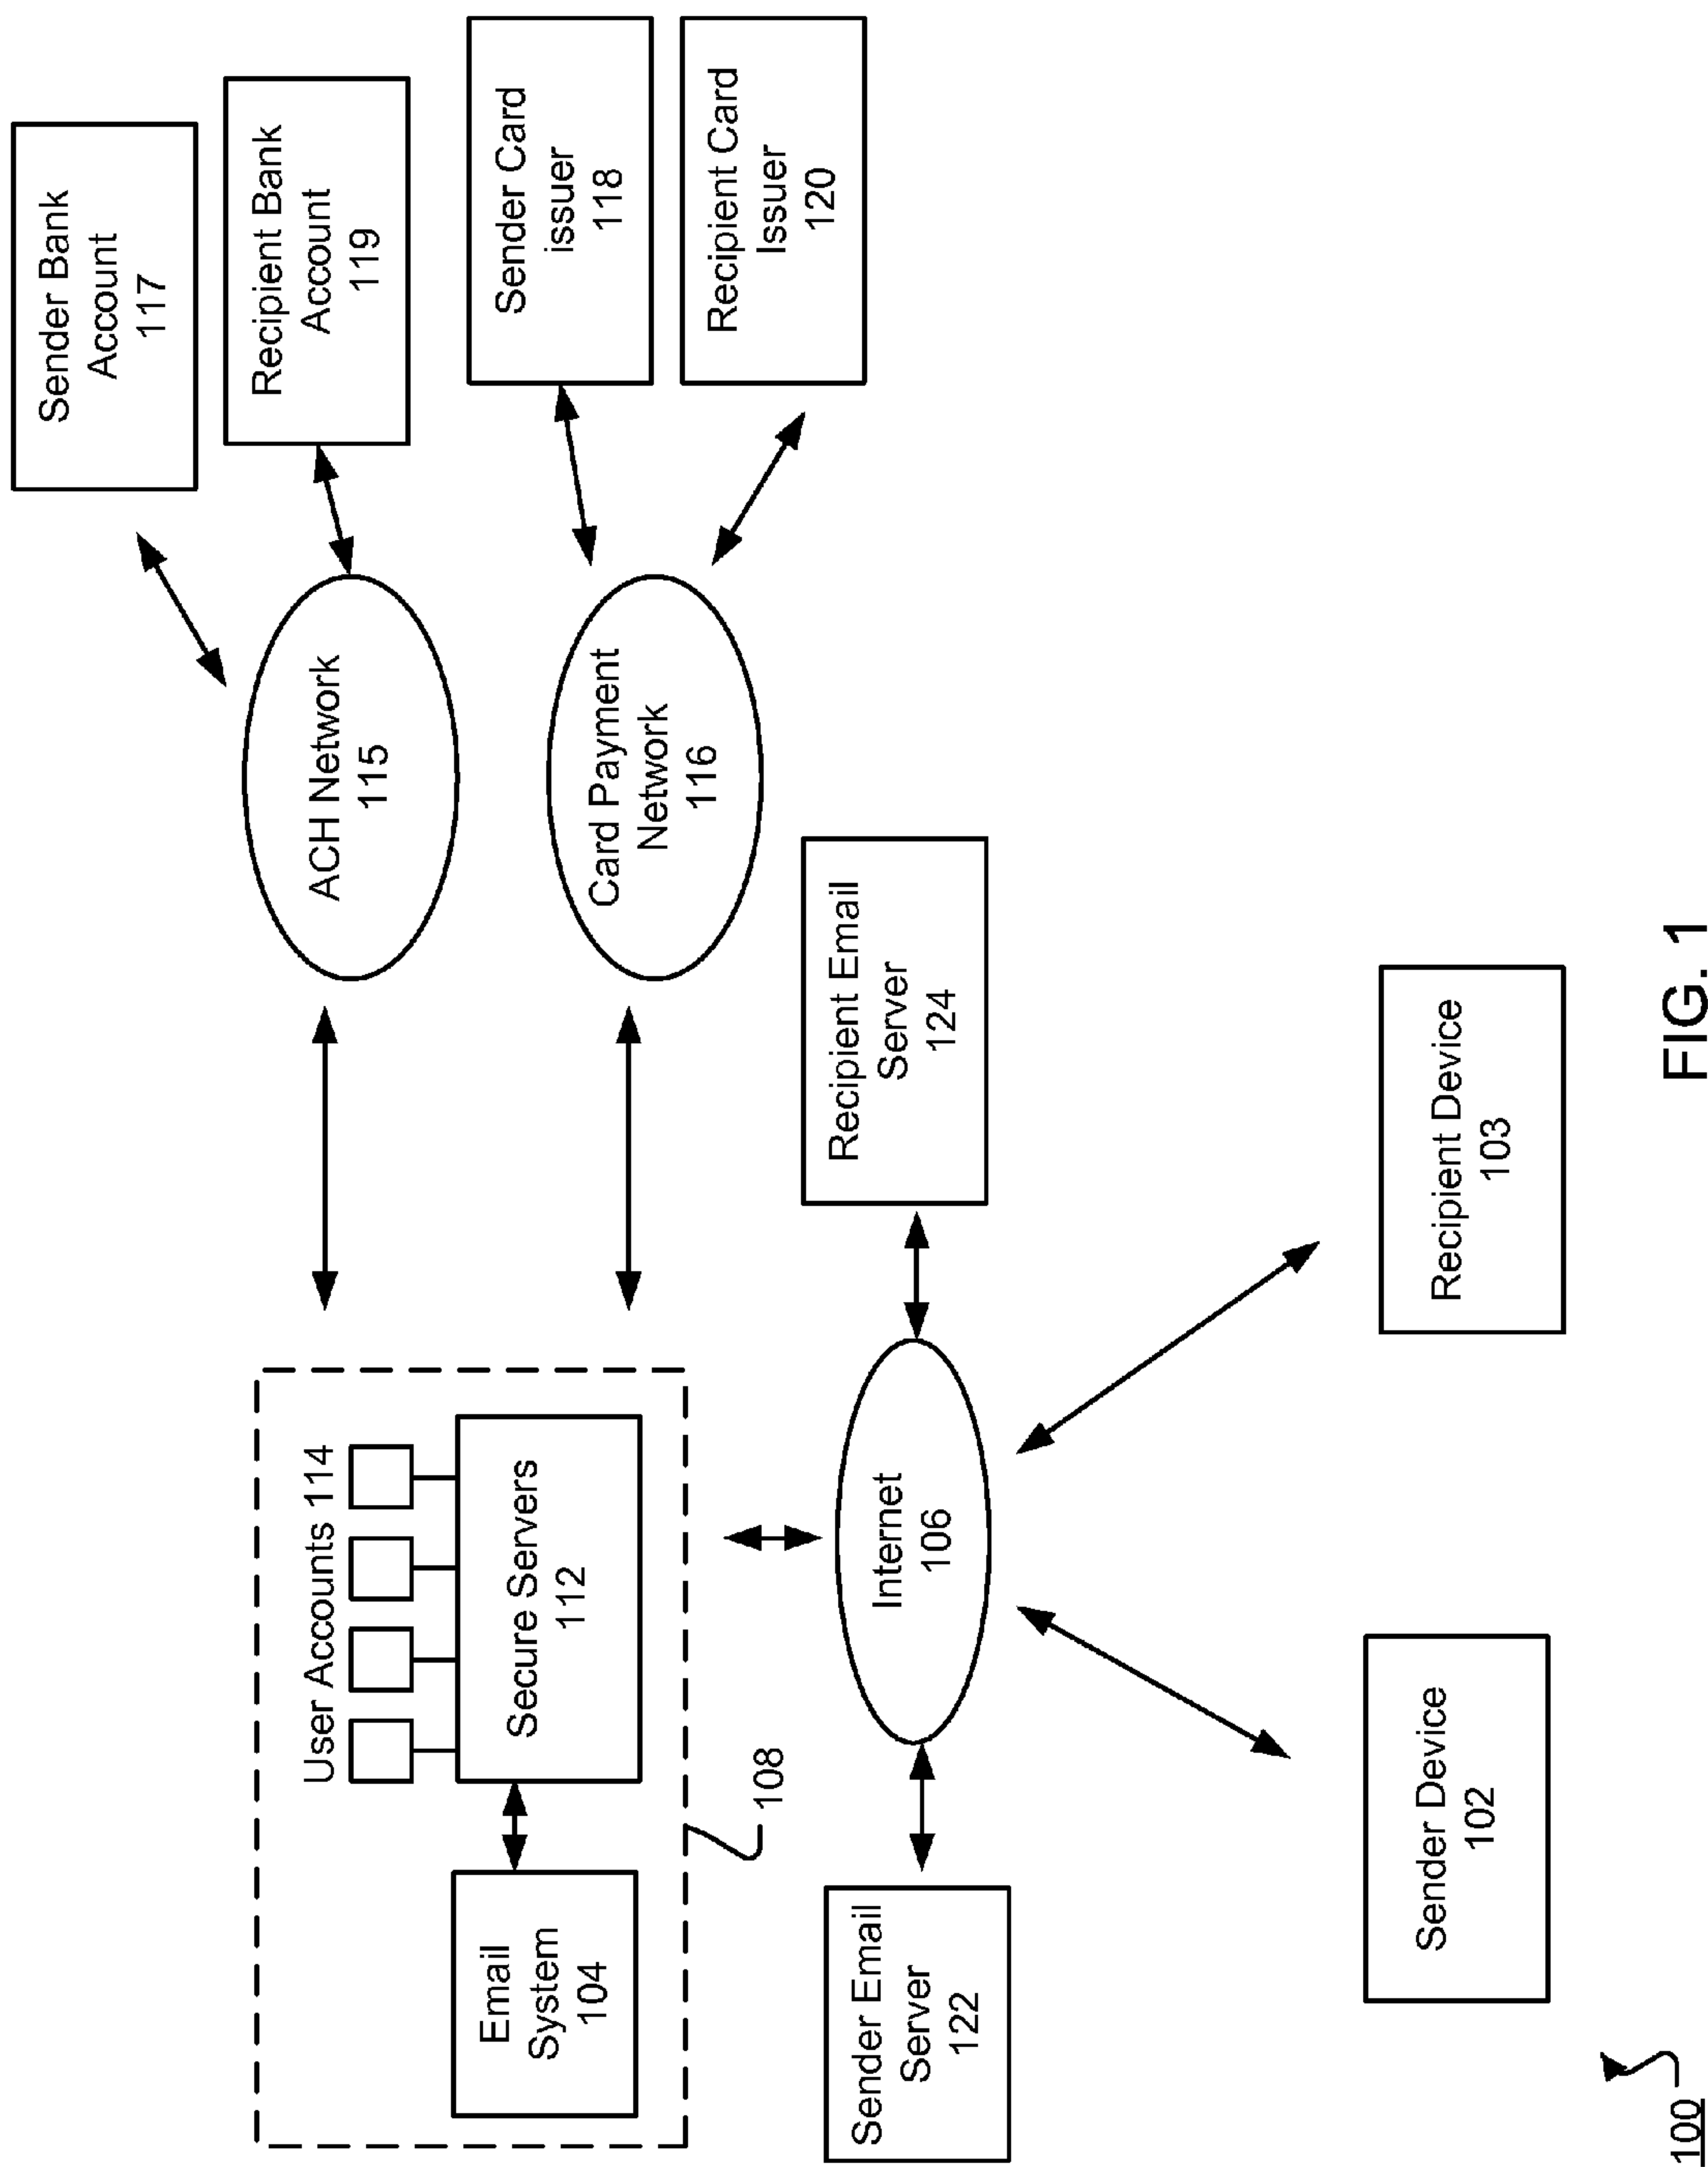 Sender Bank
Account
117
Recipient Bank
Account
119
Sender Card
issuer
118
Recipient Card
Issuer
120
ACH Network
115
Card Payment
Network
116
User Accounts 114
Secure Servers
112
Email
System
104
108
Recipient Email
Server
124
Internet
106
Sender Email
Server
122
Sender Device
102
Recipient Device
103
100
FIG. 1